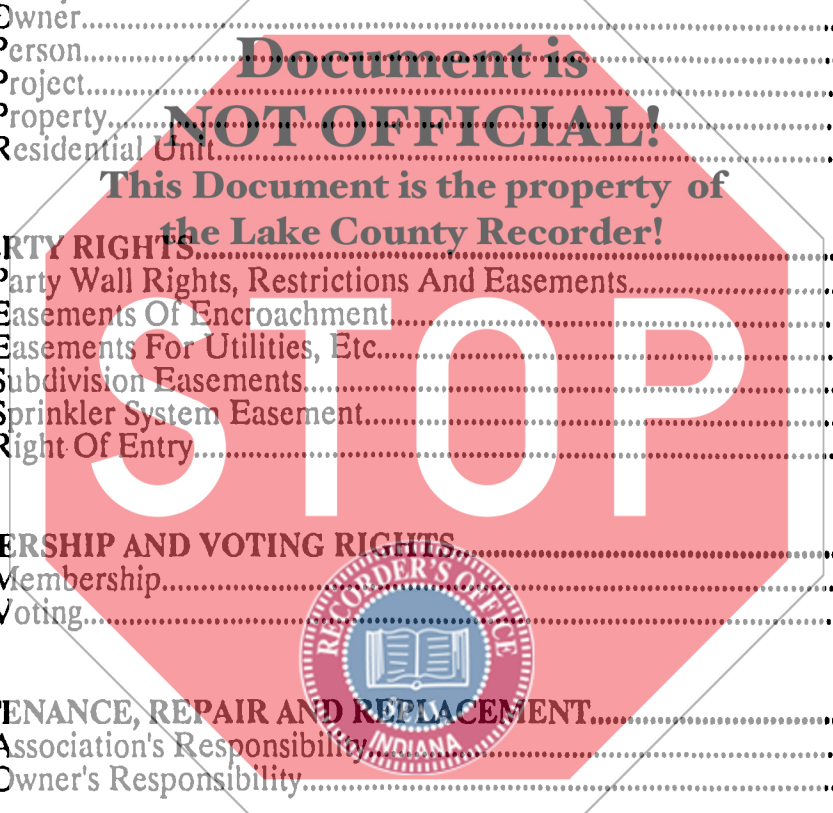 Owner
Person
Document is
Project
Property
NOT OFFICIAL!
Residential Unit
This Document is the property of
the Lake County Recorder!
RTY RIGHTS
Party Wall Rights, Restrictions And Easements
Easements Of Encroachment
Easements For Utilities, Etc.
Subdivision Easements
Sprinkler System Easement
Right Of Entry
STOP
ERSHIP AND VOTING RIGHTS
Membership
Voting
RECORDER'S OFFICE
TENANCE, REPAIR AND REPLACEMENT
INDIANA
Association's Responsibility
Owner's Responsibility